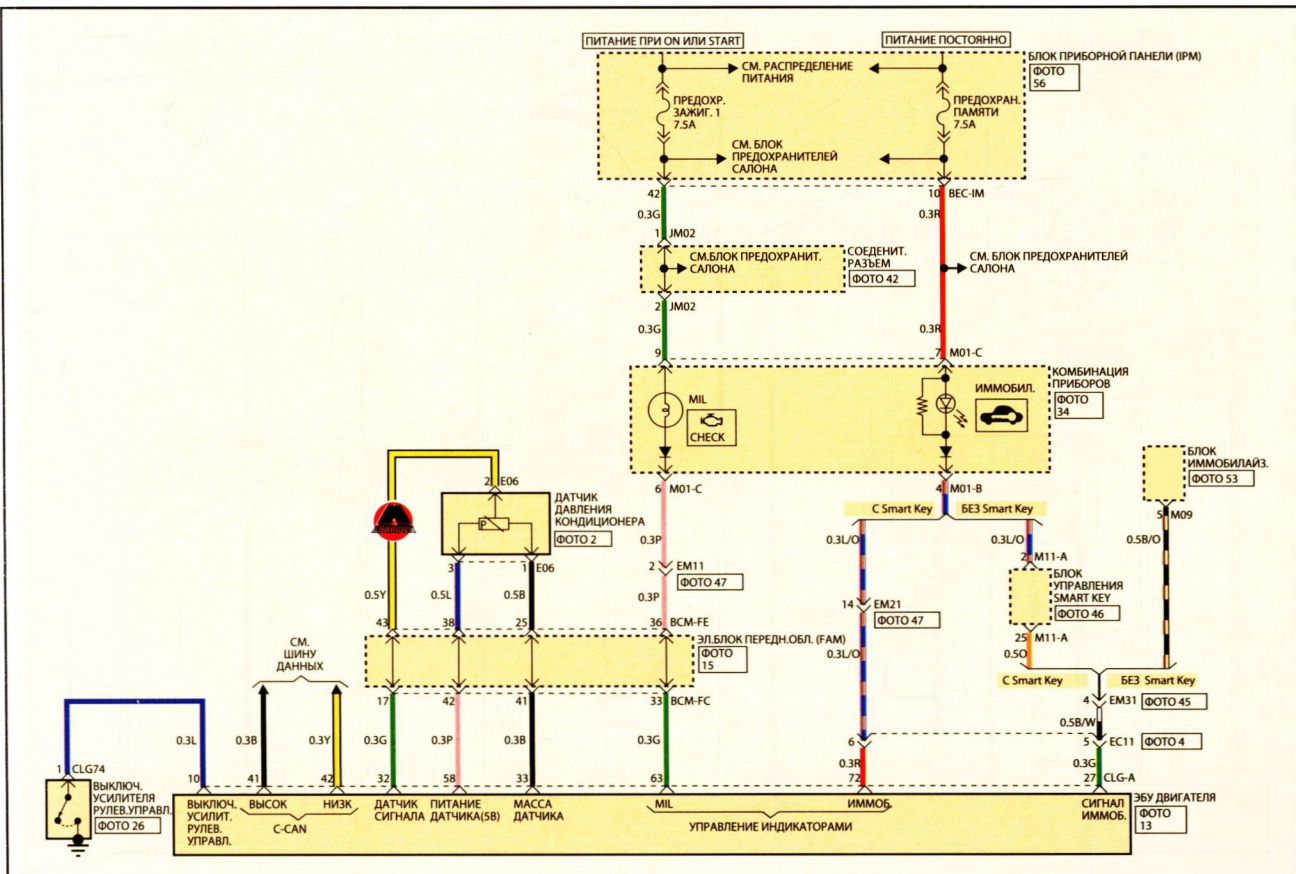 ПИТАНИЕ ПРИ ON ИЛИ START
ПИТАНИЕ ПОСТОЯННО
БЛОК ПРИБОРНОЙ ПАНЕЛИ (IPM)
ФОТО
56
СМ. РАСПРЕДЕЛЕНИЕ
ПИТАНИЯ
ПРЕДОХР.
ЗАЖИГ. 1
7.5A
ПРЕДОХРАН.
ПАМЯТИ
7.5A
СМ. БЛОК
ПРЕДОХРАНИТЕЛЕЙ
САЛОНА
42
10 BEC-IM
0.3G
0.3R
1 JM02
СМ.БЛОК ПРЕДОХРАНИТ.
САЛОНА
СОЕДЕНИТ.
РАЗЪЕМ
ФОТО 42
СМ. БЛОК ПРЕДОХРАНИТЕЛЕЙ
САЛОНА
2 JM02
0.3G
0.3R
9
7 M01-C
КОМБИНАЦИЯ
ПРИБОРОВ
ФОТО
34
MIL
CHECK
ИММОБИЛ.
6 M01-C
4 M01-B
БЛОК
ИММОБИЛАЙЗ.
ФОТО 53
5 M09
2 E06
ДАТЧИК
ДАВЛЕНИЯ
КОНДИЦИОНЕРА
ФОТО 2
P
3
1 E06
С Smart Key
БЕЗ Smart Key
0.3P
0.3L/O
0.3L/O
0.5B/O
2 EM11
ФОТО 47
2 M11-A
БЛОК
УПРАВЛЕНИЯ
SMART KEY
ФОТО 46
0.5Y
0.5L
0.5B
0.3P
14 EM21
ФОТО 47
43
38
25
36 BCM-FE
25 M11-A
0.5O
ЭЛ.БЛОК ПЕРЕДН.ОБЛ. (FAM)
ФОТО
15
0.3L/O
СМ.
ШИНУ
ДАННЫХ
С Smart Key
БЕЗ Smart Key
17
42
41
33 BCM-FC
4 EM31
ФОТО 45
0.5B/W
0.3L
0.3B
0.3Y
0.3G
0.3P
0.3B
0.3G
6
5 EC11
ФОТО 4
0.3R
0.3G
1 CLG74
10
41
42
32
58
33
63
72
27 CLG-A
ВЫКЛЮЧ.
УСИЛИТЕЛЯ
РУЛЕВ.УПРАВЛ.
ФОТО 26
ВЫКЛЮЧ.
УСИЛИТ.
РУЛЕВ.
УПРАВЛ.
ВЫСОК
НИЗК
C-CAN
ДАТЧИК
СИГНАЛА
ПИТАНИЕ
ДАТЧИКА(5В)
МАССА
ДАТЧИКА
MIL
ИММОБ.
УПРАВЛЕНИЕ ИНДИКАТОРАМИ
СИГНАЛ
ИММОБ.
ЭБУ ДВИГАТЕЛЯ
ФОТО
13